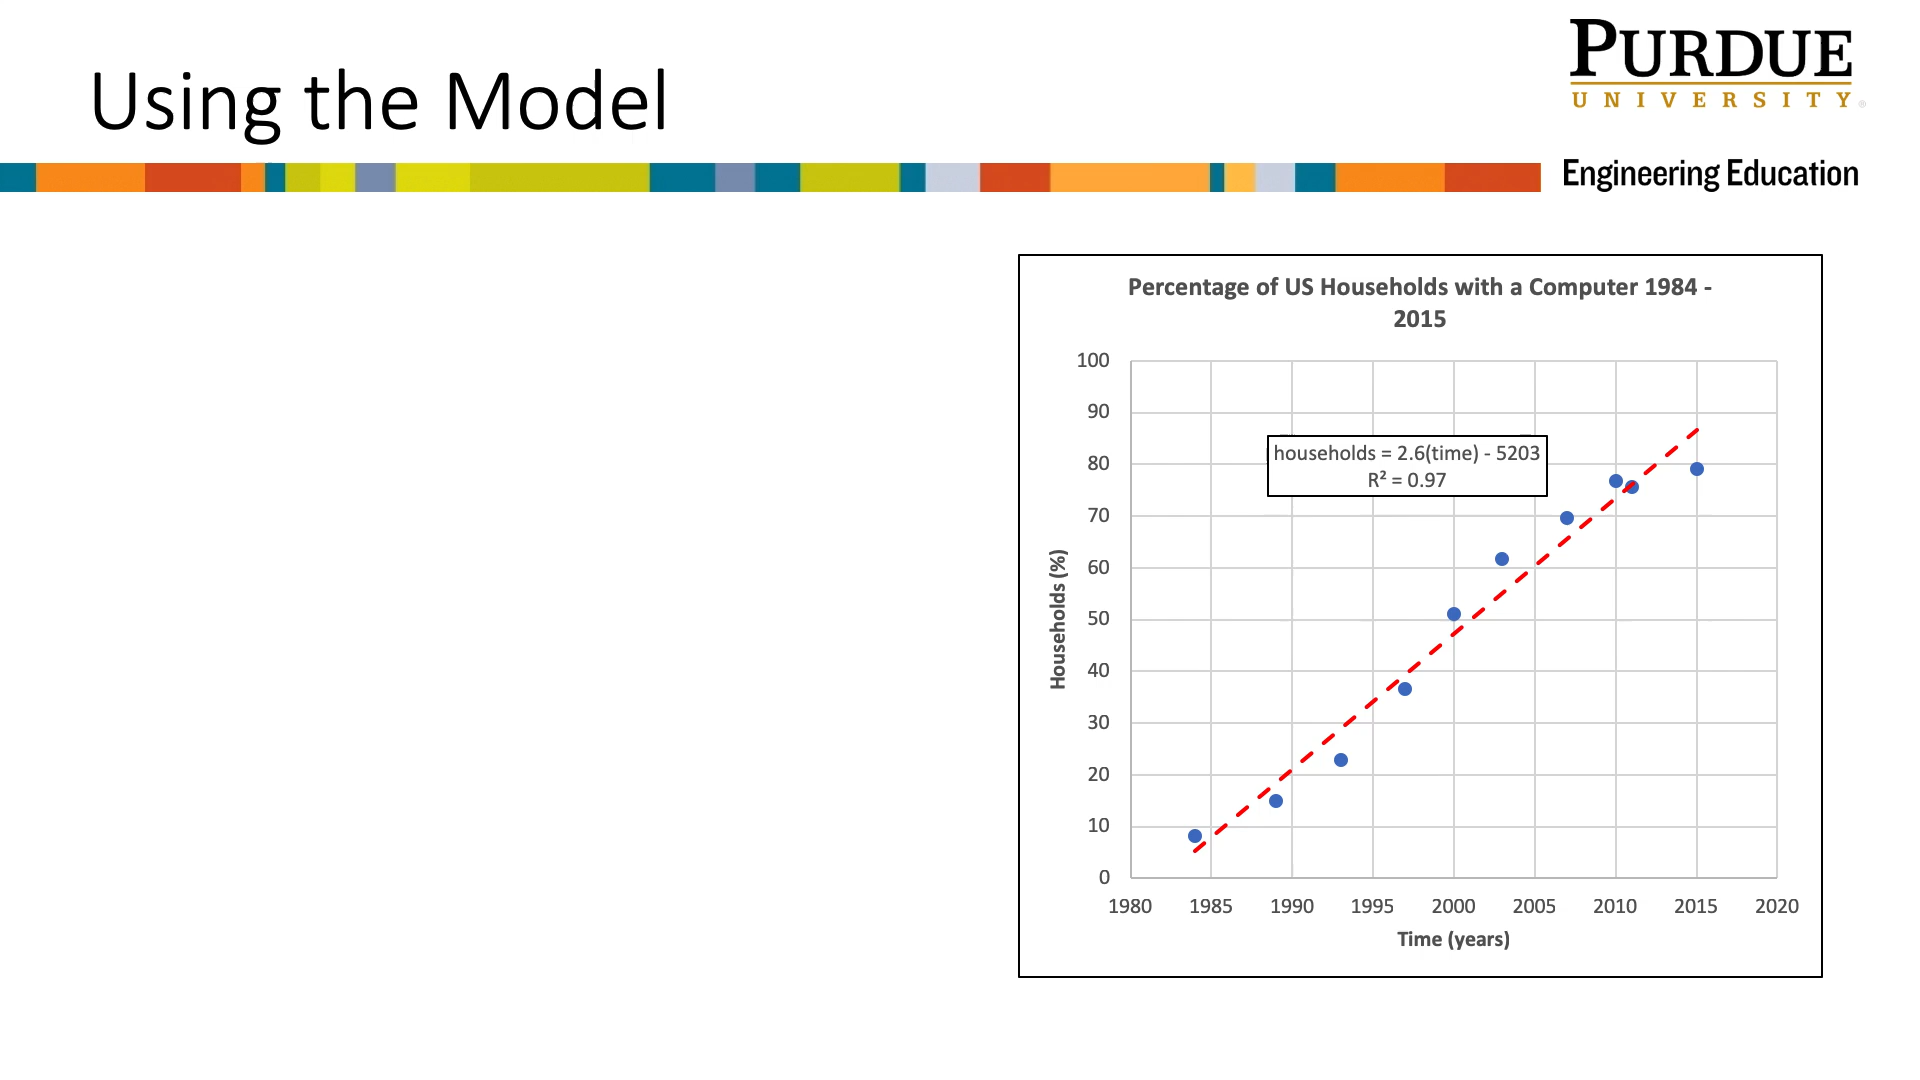 Using the Model
PURDUE
UNIVERSITY®
Engineering Education
Percentage of US Households with a Computer 1984 -
2015
households = 2.6(time) - 5203
R² = 0.97
Households (%)
100
90
80
70
60
50
40
30
20
10
0
1980 1985 1990 1995 2000 2005 2010 2015 2020
Time (years)